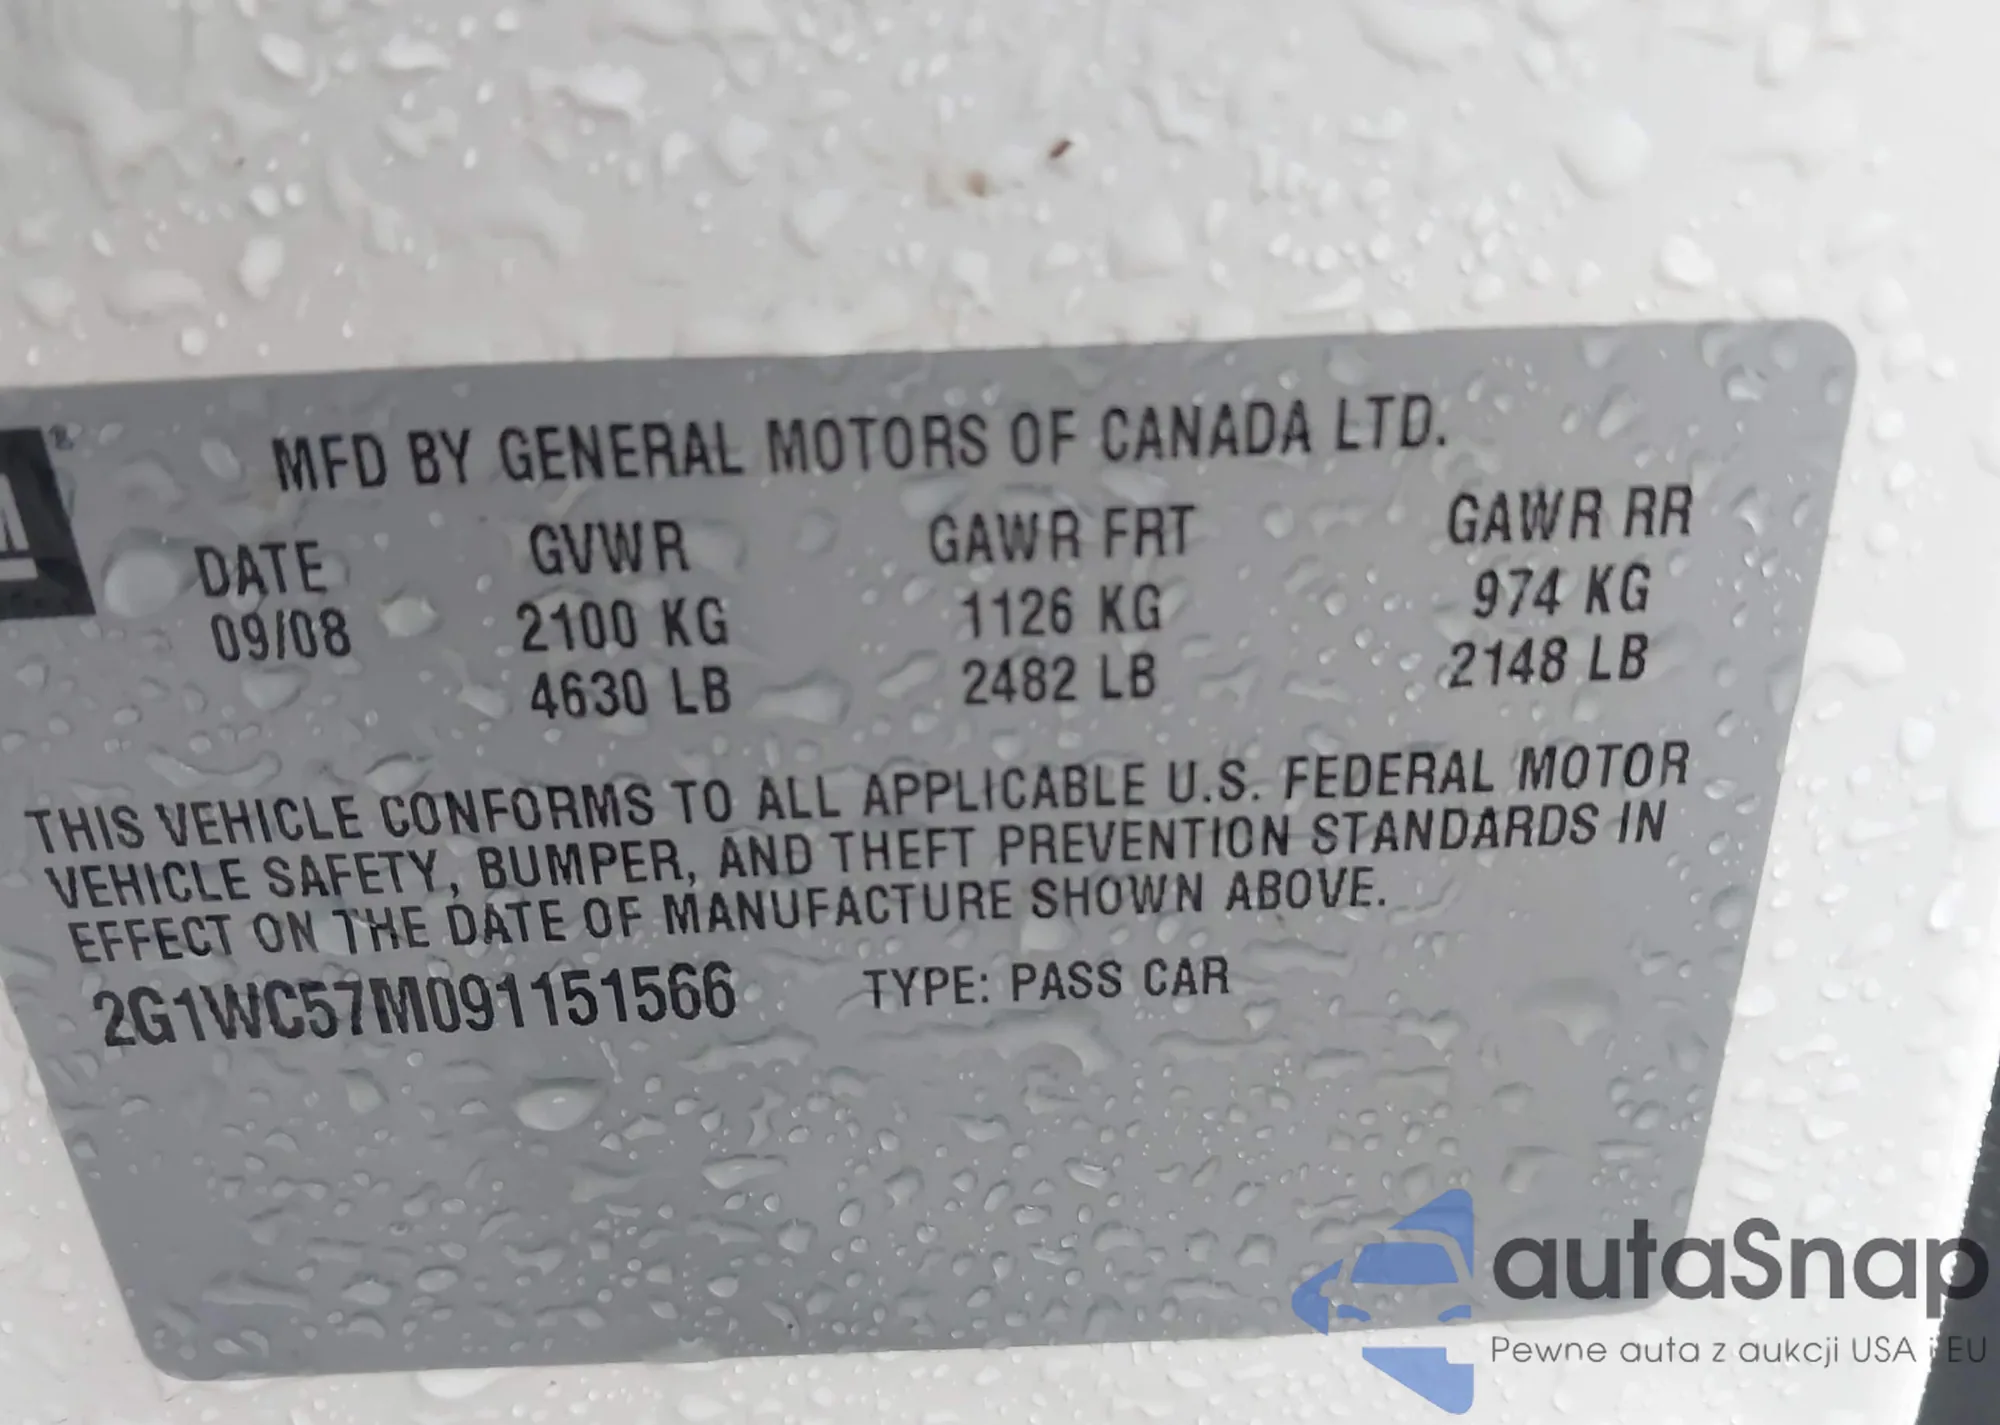 MFD BY GENERAL MOTORS OF CANADA LTD.
DATE GVWR GAWR FRT GAWR RR
09/08 2100 KG 1126 KG 974 KG
4630 LB 2482 LB 2148 LB
THIS VEHICLE CONFORMS TO ALL APPLICABLE U.S. FEDERAL MOTOR
VEHICLE SAFETY, BUMPER, AND THEFT PREVENTION STANDARDS IN
EFFECT ON THE DATE OF MANUFACTURE SHOWN ABOVE.
2G1WC57M091151566 TYPE: PASS CAR
autaSnap
Pewne auta z aukcji USA i EU